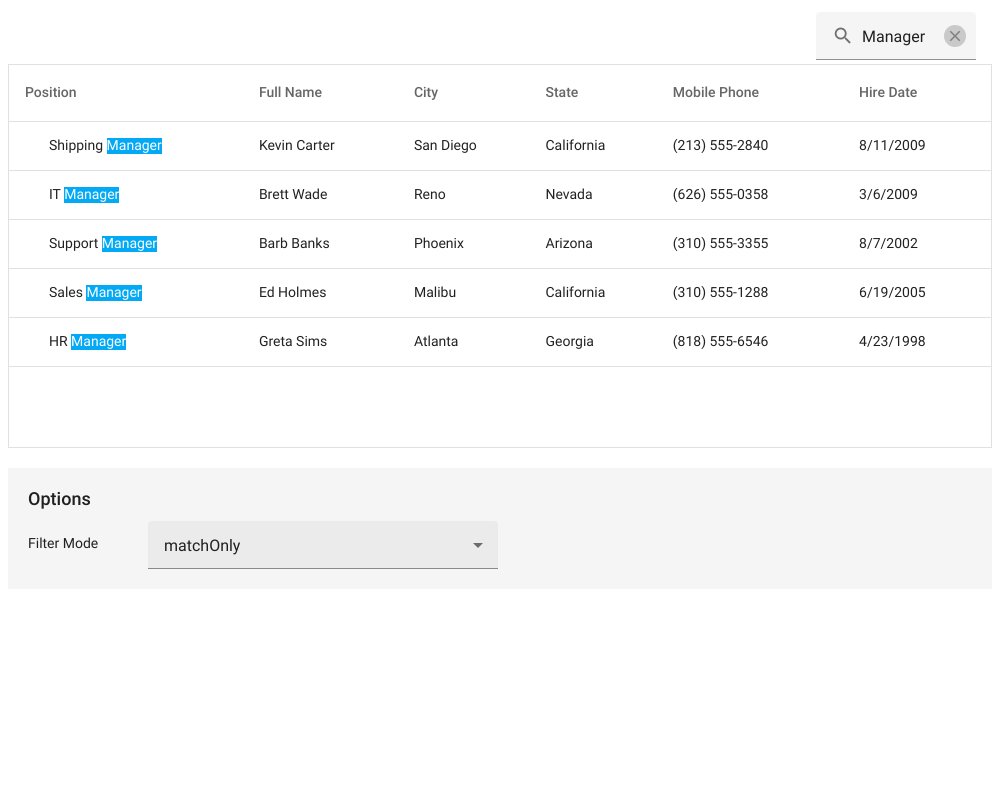 Manager
Position Full Name City State Mobile Phone Hire Date
Shipping Manager Kevin Carter San Diego California (213) 555-2840 8/11/2009
IT Manager Brett Wade Reno Nevada (626) 555-0358 3/6/2009
Support Manager Barb Banks Phoenix Arizona (310) 555-3355 8/7/2002
Sales Manager Ed Holmes Malibu California (310) 555-1288 6/19/2005
HR Manager Greta Sims Atlanta Georgia (818) 555-6546 4/23/1998
Options
Filter Mode matchOnly